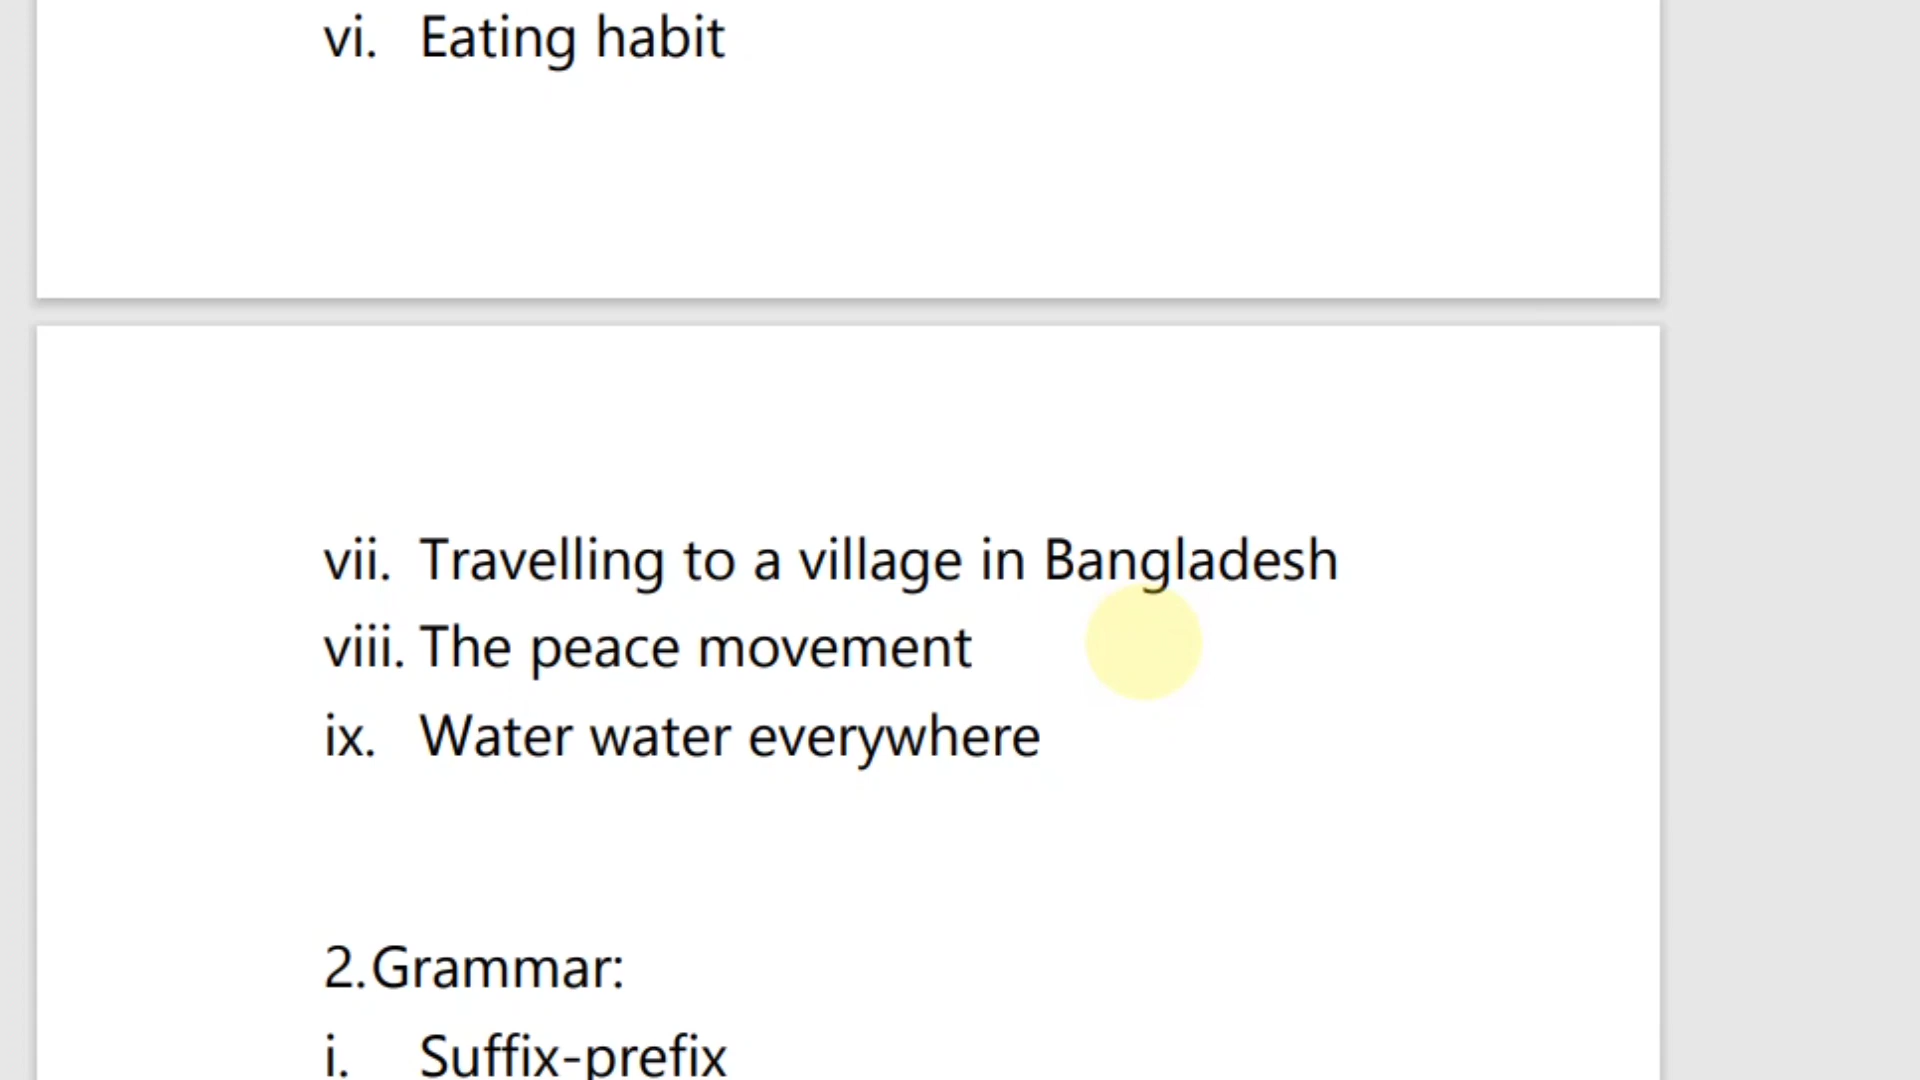 vi. Eating habit
vii. Travelling to a village in Bangladesh
viii. The peace movement
ix. Water water everywhere
2. Grammar:
i. Suffix-prefix